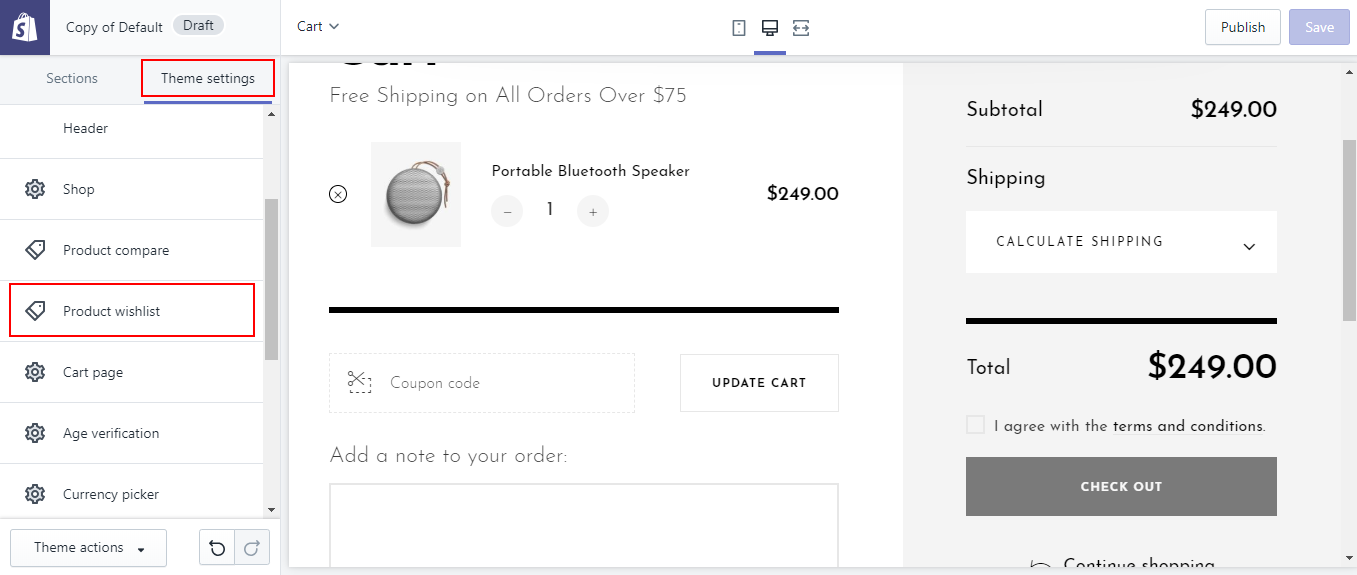 Copy of Default
Draft
Cart
Publish
Save
Sections
Theme settings
Header
Shop
Product compare
Product wishlist
Cart page
Age verification
Currency picker
Theme actions
Cart
Free Shipping on All Orders Over $75
Portable Bluetooth Speaker
− 1 +
$249.00
Coupon code
UPDATE CART
Add a note to your order:
Subtotal $249.00
Shipping
CALCULATE SHIPPING
Total $249.00
I agree with the terms and conditions.
CHECK OUT
Continue shopping